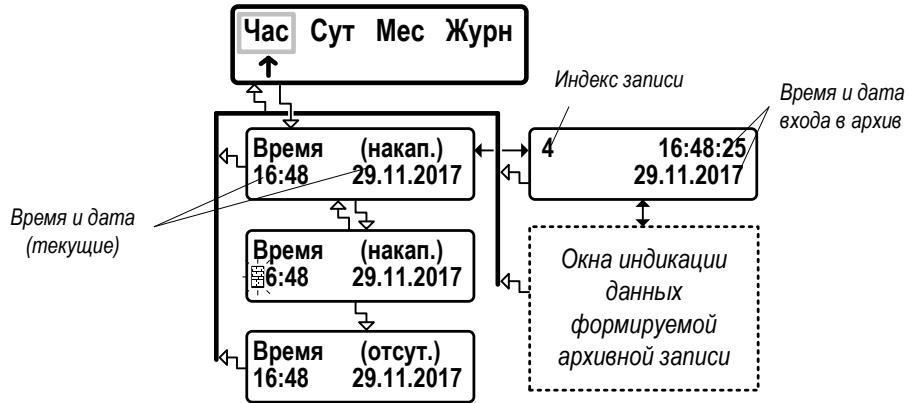 Час Сут Мес Журн
Индекс записи
Время и дата
входа в архив
Время (накап.)
16:48 29.11.2017
4 16:48:25
29.11.2017
Время и дата
(текущие)
Время (накап.)
6:48 29.11.2017
Окна индикации
данных
формируемой
архивной записи
Время (отсут.)
16:48 29.11.2017